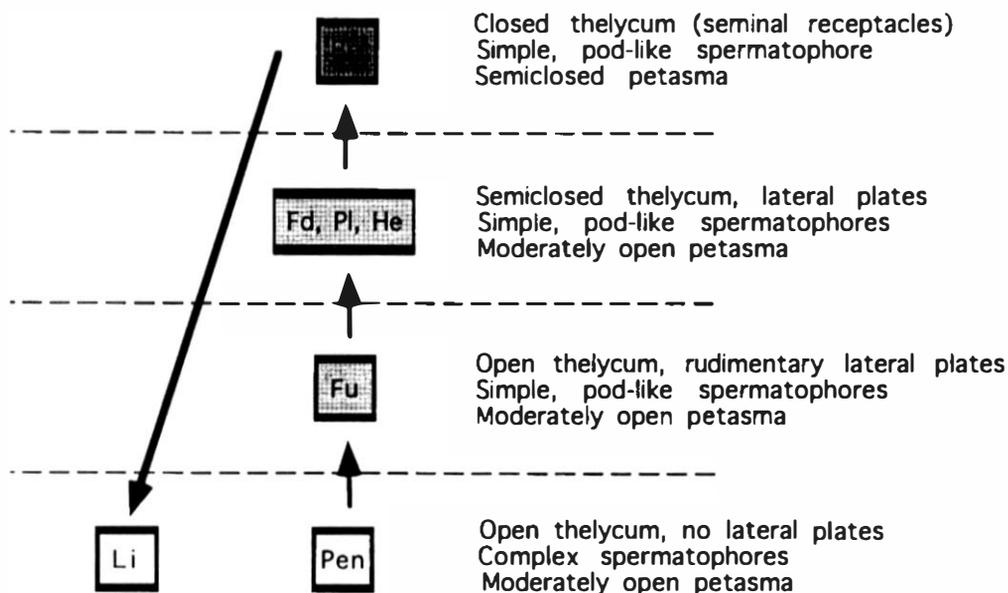 Closed thelycum (seminal receptacles)
Simple, pod-like spermatophore
Semiclosed petasma
Fd, Pl, He
Semiclosed thelycum, lateral plates
Simple, pod-like spermatophores
Moderately open petasma
Fu
Open thelycum, rudimentary lateral plates
Simple, pod-like spermatophores
Moderately open petasma
Li
Pen
Open thelycum, no lateral plates
Complex spermatophores
Moderately open petasma